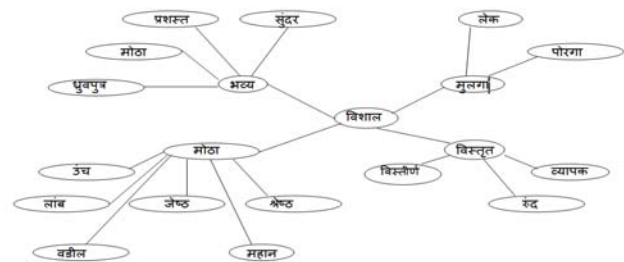 प्रशस्त
सुंदर
लेक
मोठा
पोरगा
ध्रुवपुत्र
भव्य
मुलगा
विशाल
मोठा
विस्तृत
उंच
विस्तीर्ण
व्यापक
लांब
जेष्ठ
श्रेष्ठ
रुंद
वडील
महान